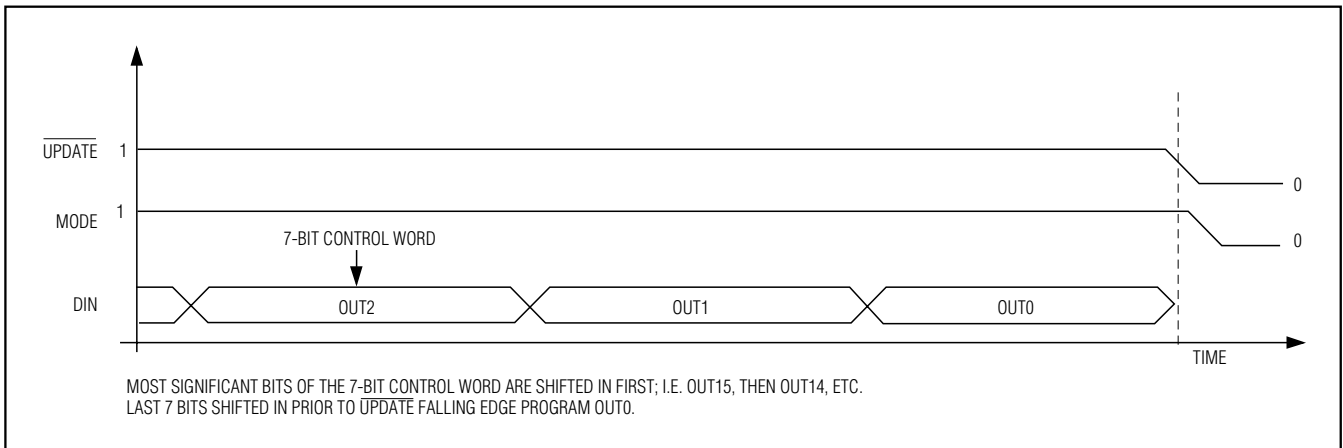 UPDATE 1
0
MODE 1
0
7-BIT CONTROL WORD
DIN OUT2 OUT1 OUT0
TIME
MOST SIGNIFICANT BITS OF THE 7-BIT CONTROL WORD ARE SHIFTED IN FIRST; I.E. OUT15, THEN OUT14, ETC.
LAST 7 BITS SHIFTED IN PRIOR TO UPDATE FALLING EDGE PROGRAM OUT0.